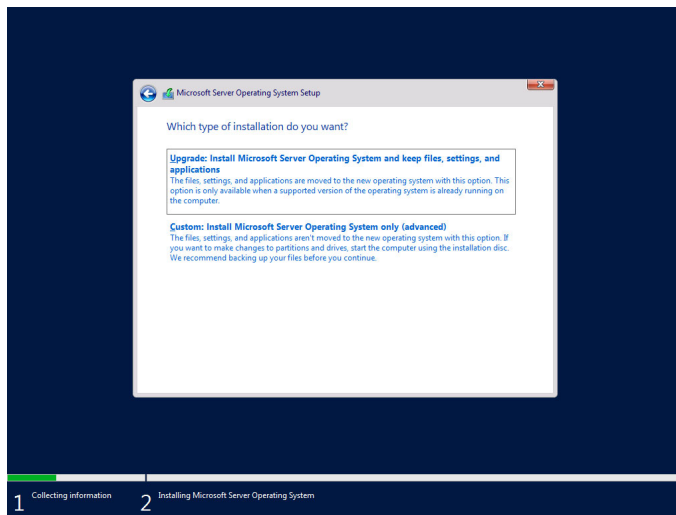 Microsoft Server Operating System Setup
Which type of installation do you want?
Upgrade: Install Microsoft Server Operating System and keep files, settings, and
applications
The files, settings, and applications are moved to the new operating system with this option. This
option is only available when a supported version of the operating system is already running on
the computer.
Custom: Install Microsoft Server Operating System only (advanced)
The files, settings, and applications aren't moved to the new operating system with this option. If
you want to make changes to partitions and drives, start the computer using the installation disc.
We recommend backing up your files before you continue.
1 Collecting information
2 Installing Microsoft Server Operating System